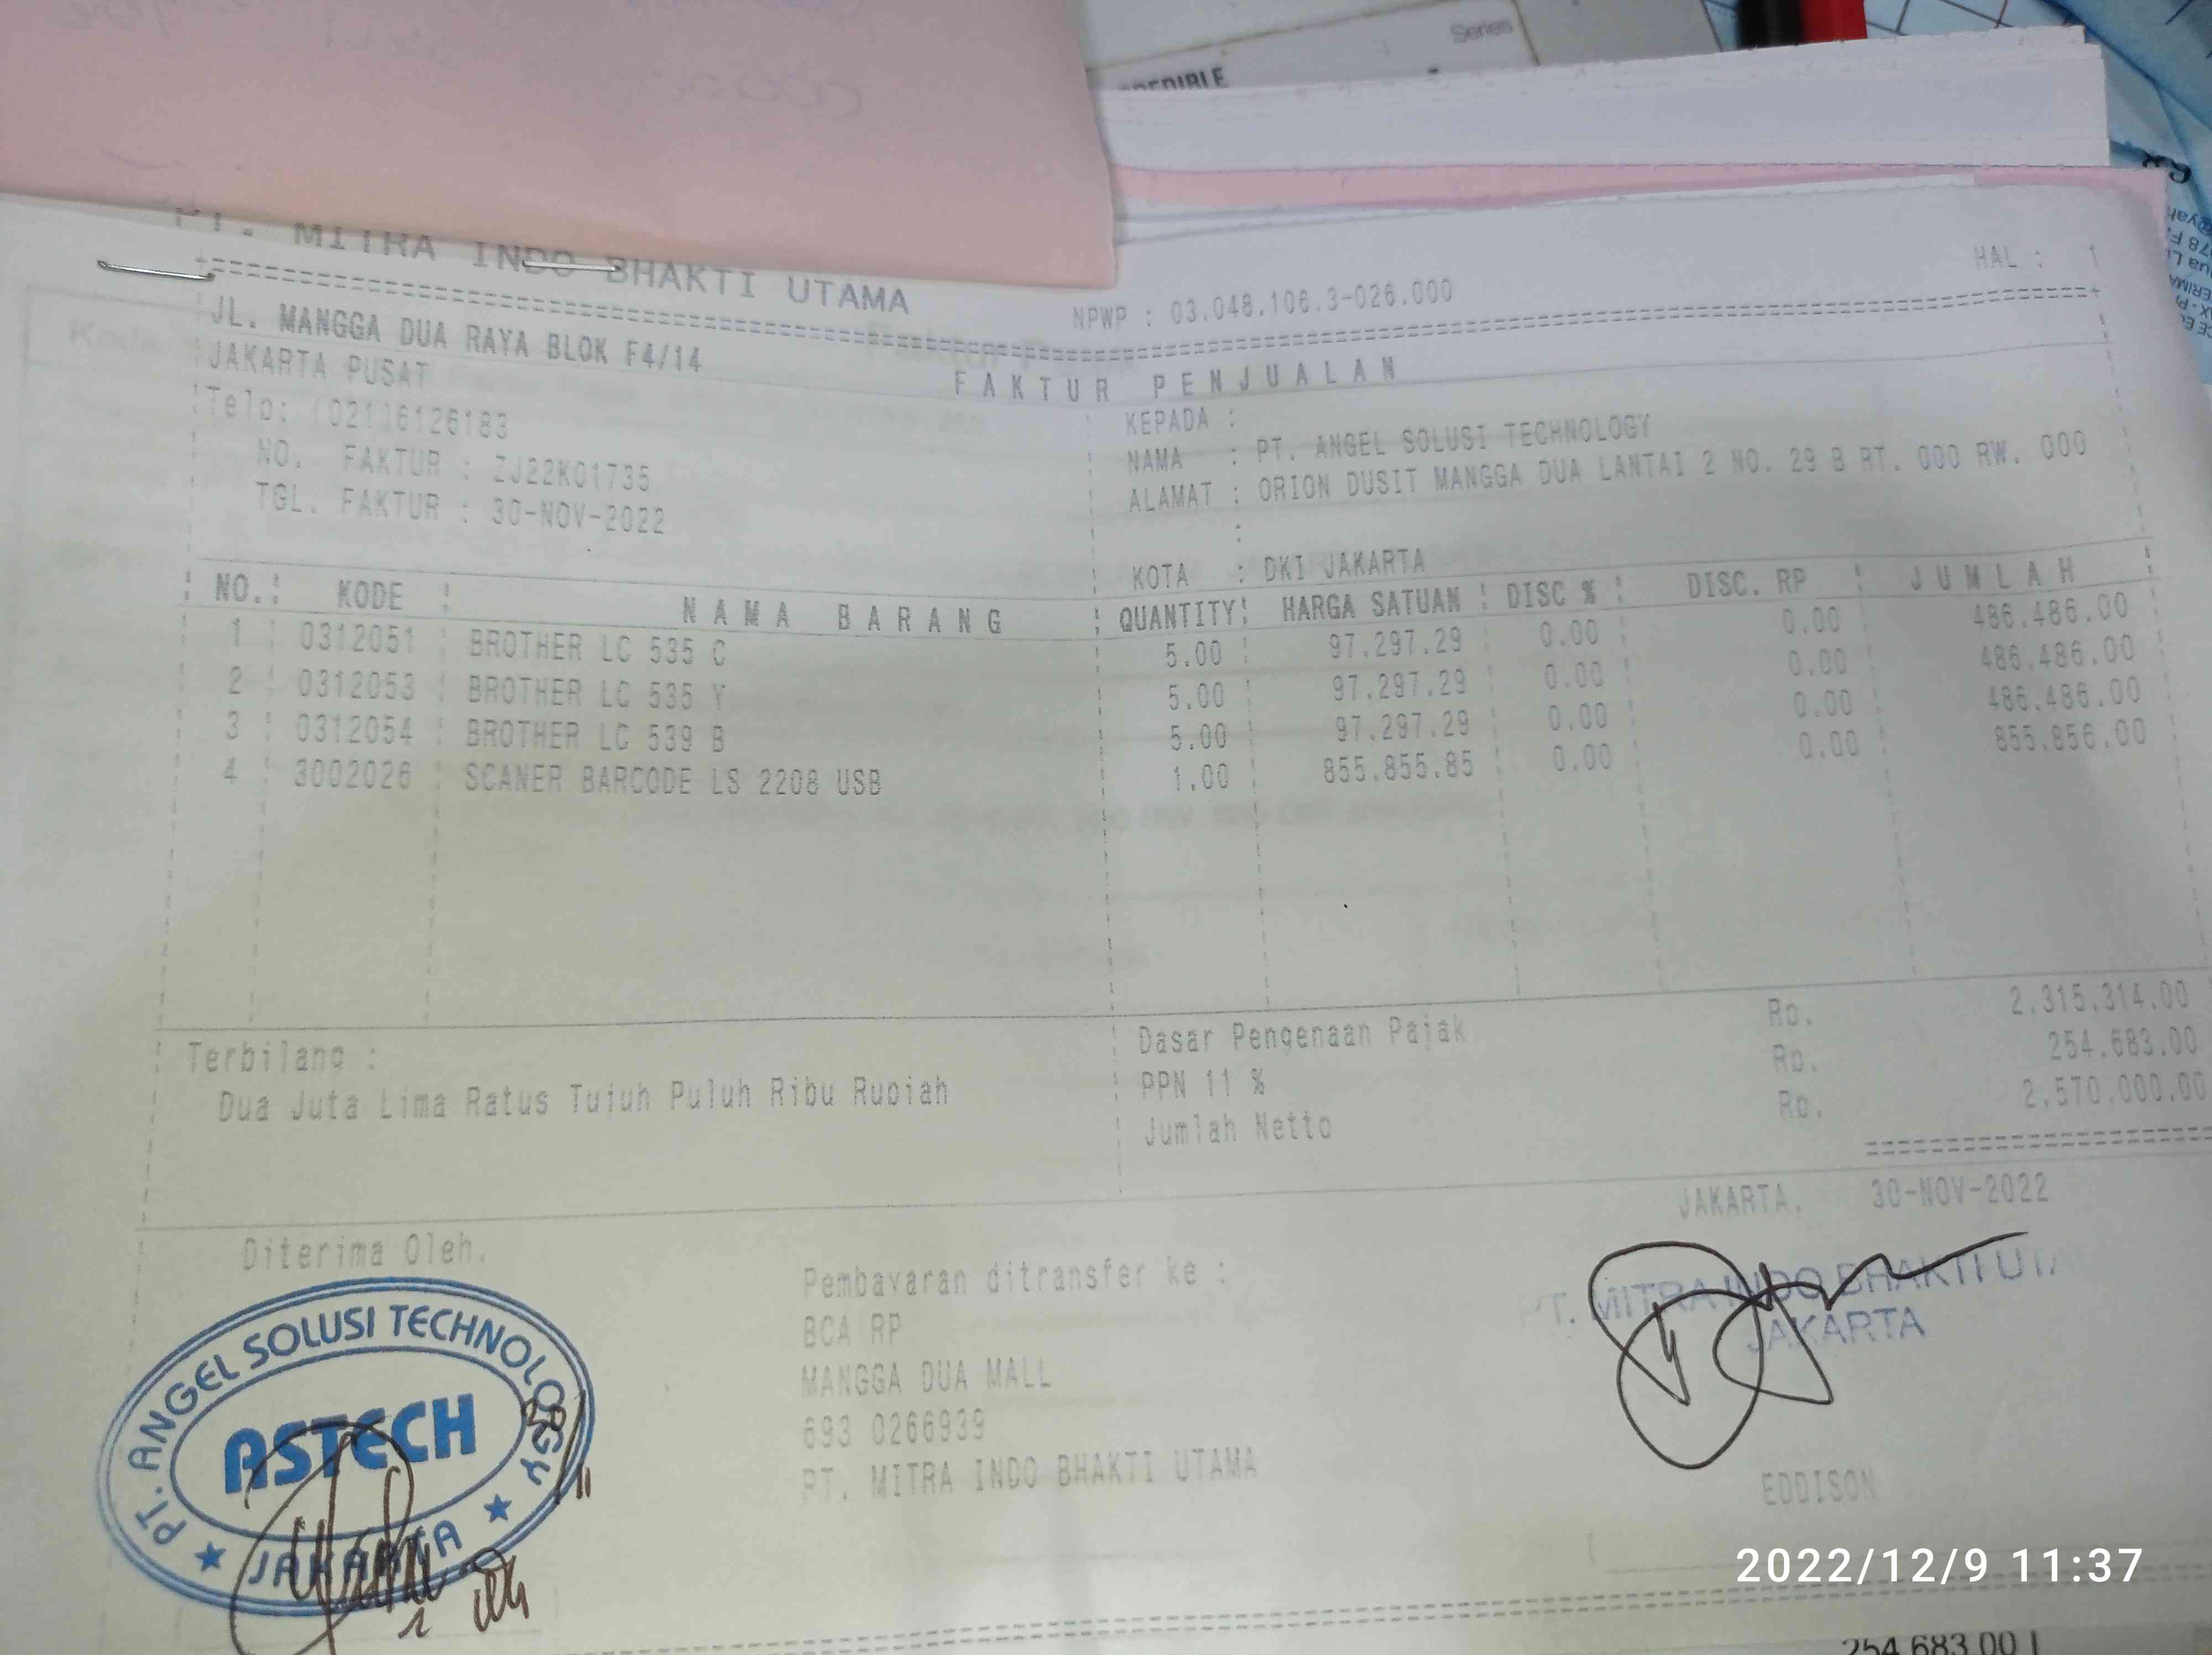 Series
CREDIBLE
PT. MITRA INDO BHAKTI UTAMA
NPWP : 03.048.106.3-026.000
HAL : 1
JL. MANGGA DUA RAYA BLOK F4/14
JAKARTA PUSAT
Telp: (021)6126183
NO. FAKTUR : ZJ22K01735
TGL. FAKTUR : 30-NOV-2022
FAKTUR PENJUALAN
KEPADA :
NAMA : PT. ANGEL SOLUSI TECHNOLOGY
ALAMAT : ORION DUSIT MANGGA DUA LANTAI 2 NO. 29 B RT. 000 RW. 000
:
KOTA : DKI JAKARTA
NO. KODE NAMA BARANG QUANTITY HARGA SATUAN DISC % DISC. RP JUMLAH
1 0312051 BROTHER LC 535 C 5.00 97.297.29 0.00 0.00 486.486.00
2 0312053 BROTHER LC 535 Y 5.00 97.297.29 0.00 0.00 486.486.00
3 0312054 BROTHER LC 539 B 5.00 97.297.29 0.00 0.00 486.486.00
4 3002026 SCANER BARCODE LS 2208 USB 1.00 855.855.85 0.00 0.00 855.856.00
Terbilang :
Dua Juta Lima Ratus Tujuh Puluh Ribu Rupiah
Dasar Pengenaan Pajak Rp. 2.315.314.00
PPN 11 % Rp. 254.683.00
Jumlah Netto Rp. 2.570.000.00
JAKARTA, 30-NOV-2022
Diterima Oleh.
PT. ANGEL SOLUSI TECHNOLOGY
ASTECH
JAKARTA
Pembayaran ditransfer ke :
BCA RP
MANGGA DUA MALL
693 0266939
PT. MITRA INDO BHAKTI UTAMA
PT. MITRA INDO BHAKTI UTA
JAKARTA
EDDISON
2022/12/9 11:37
254.683.00